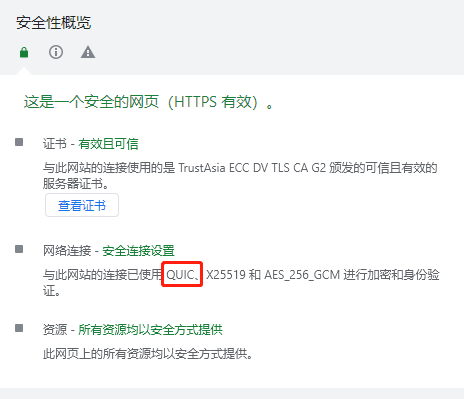 安全性概览
这是一个安全的网页（HTTPS 有效）。
证书 - 有效且可信
与此网站的连接使用的是 TrustAsia ECC DV TLS CA G2 颁发的可信且有效的
服务器证书。
查看证书
网络连接 - 安全连接设置
与此网站的连接已使用 QUIC、X25519 和 AES_256_GCM 进行加密和身份验
证。
资源 - 所有资源均以安全方式提供
此网页上的所有资源均以安全方式提供。